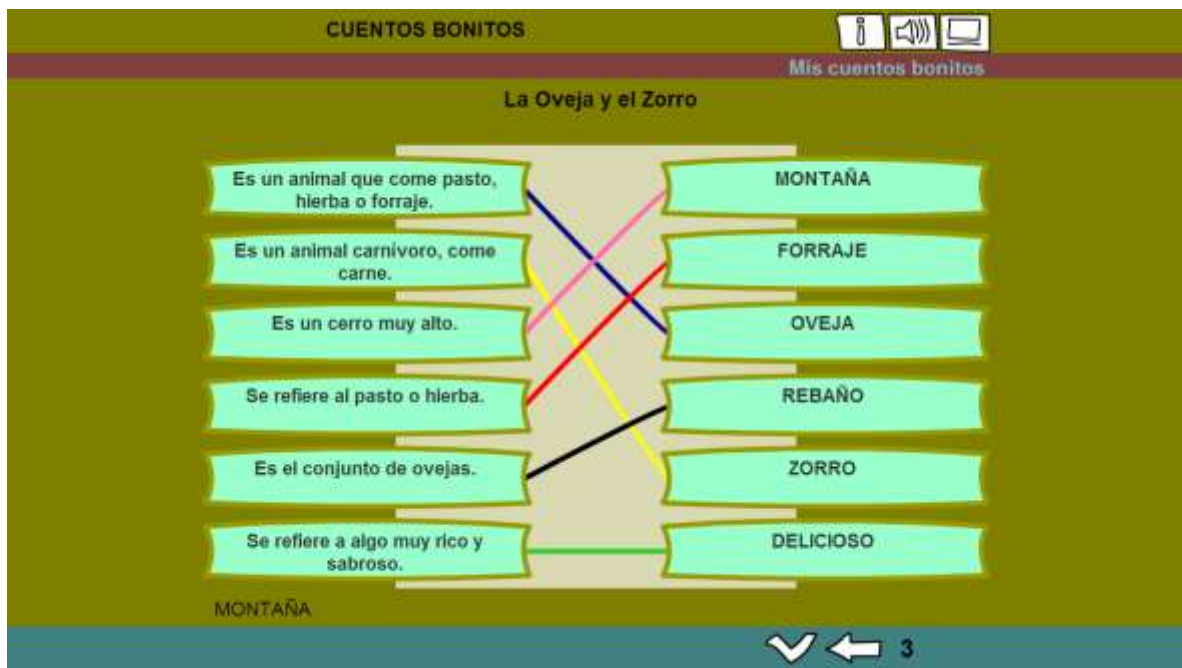 CUENTOS BONITOS
Mis cuentos bonitos
La Oveja y el Zorro
Es un animal que come pasto,
hierba o forraje.
MONTAÑA
Es un animal carnívoro, come
carne.
FORRAJE
Es un cerro muy alto.
OVEJA
Se refiere al pasto o hierba.
REBAÑO
Es el conjunto de ovejas.
ZORRO
Se refiere a algo muy rico y
sabroso.
DELICIOSO
MONTAÑA
3